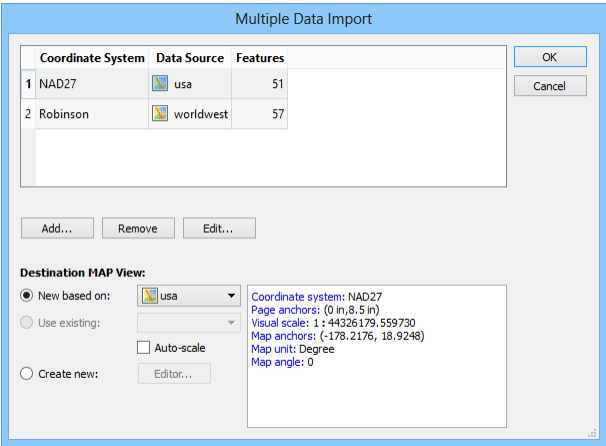 Multiple Data Import
Coordinate System Data Source Features
1 NAD27 usa 51
2 Robinson worldwest 57
OK
Cancel
Add... Remove Edit...
Destination MAP View:
New based on: usa
Use existing:
Auto-scale
Create new: Editor...
Coordinate system: NAD27
Page anchors: (0 in,8.5 in)
Visual scale: 1 : 44326179.559730
Map anchors: (-178.2176, 18.9248)
Map unit: Degree
Map angle: 0